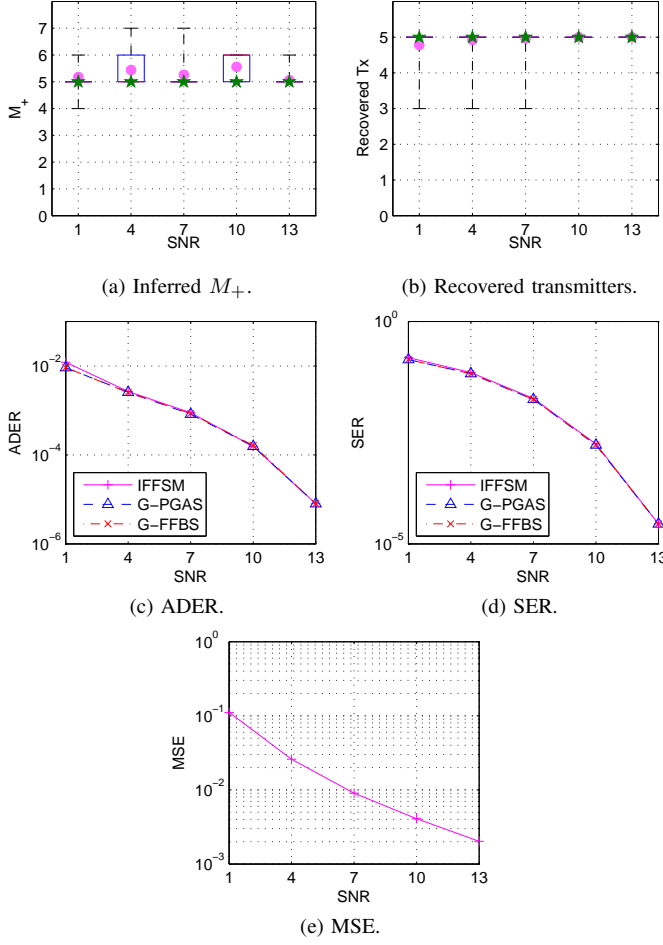 7
6
5
4
3
2
1
0
M+
1 4 7 10 13
SNR
(a) Inferred M+.
5
4
3
2
1
0
Recovered Tx
1 4 7 10 13
SNR
(b) Recovered transmitters.
10^-2
10^-4
10^-6
ADER
IFFSM
G−PGAS
G−FFBS
1 4 7 10 13
SNR
(c) ADER.
10^0
10^-5
SER
IFFSM
G−PGAS
G−FFBS
1 4 7 10 13
SNR
(d) SER.
10^0
10^-1
10^-2
10^-3
MSE
1 4 7 10 13
SNR
(e) MSE.